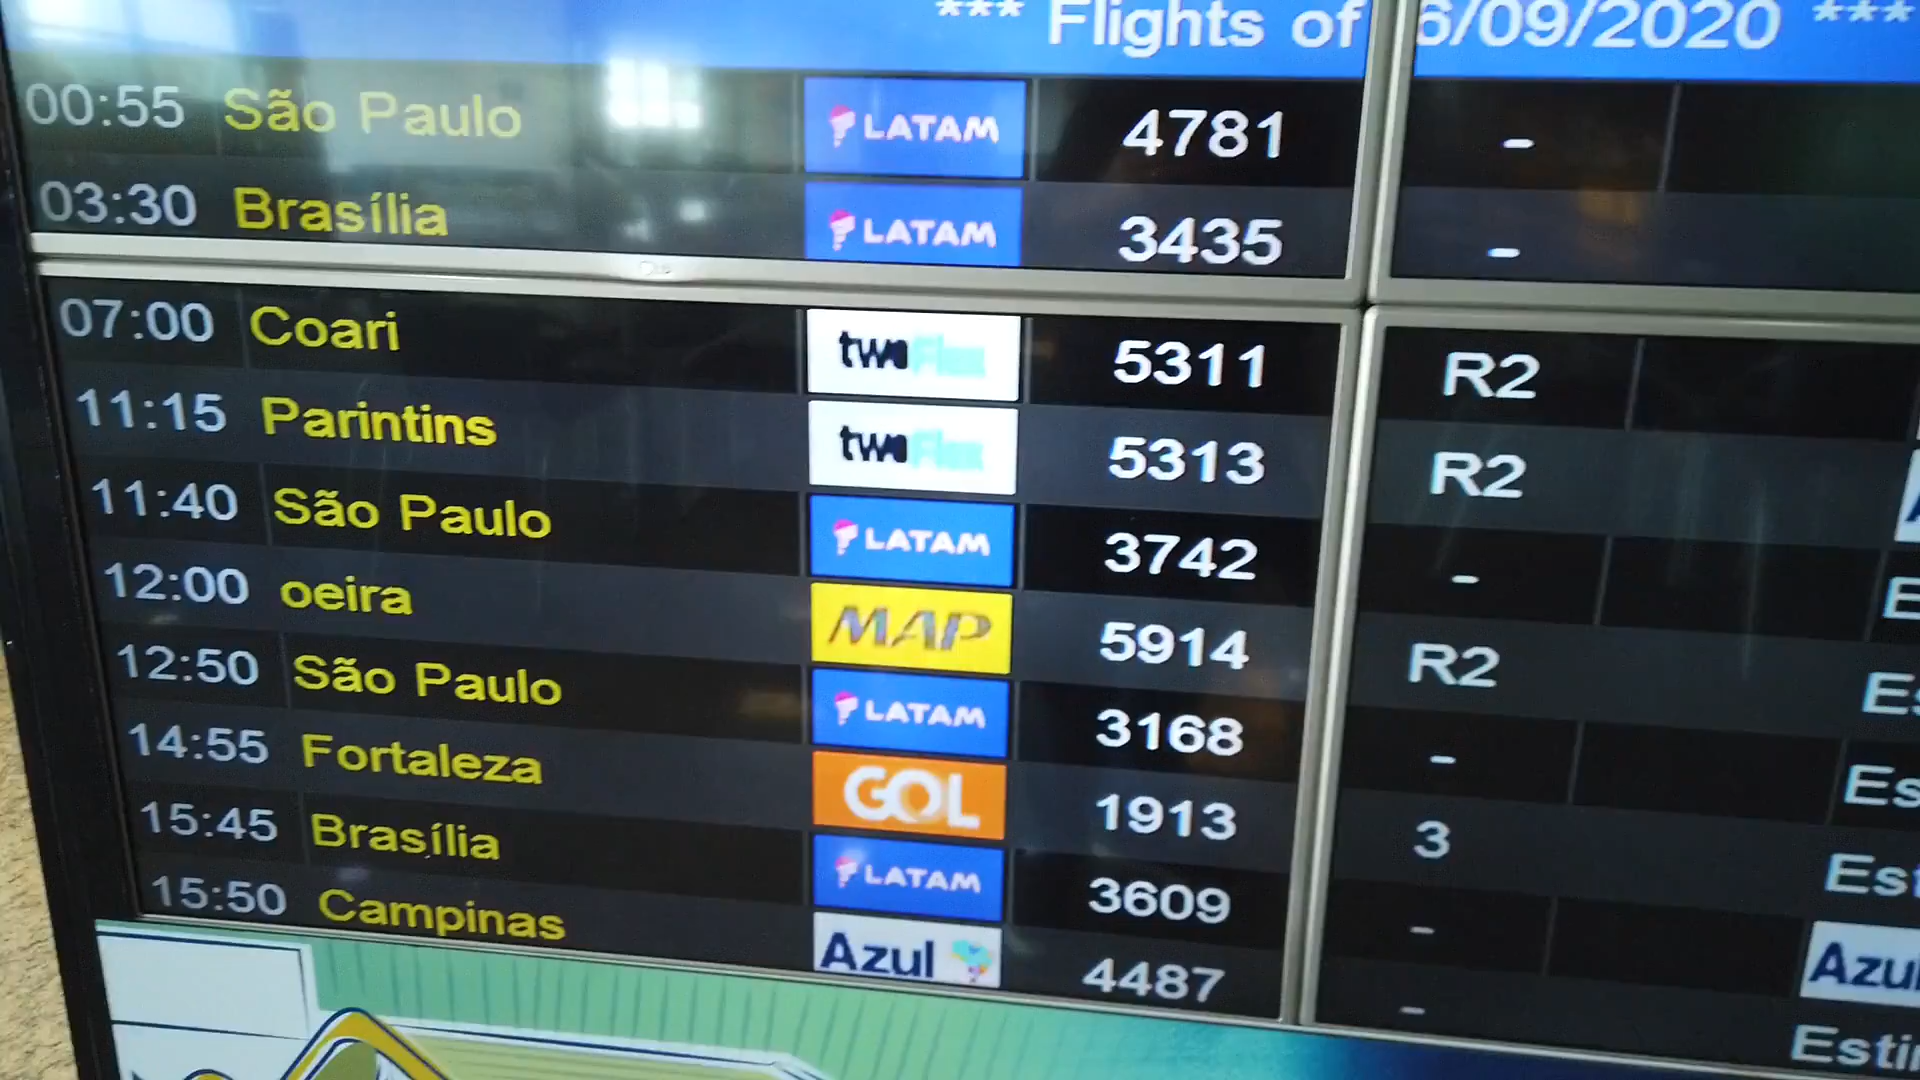 *** Flights of 6/09/2020 ***
00:55 São Paulo LATAM 4781 -
03:30 Brasília LATAM 3435 -
07:00 Coari twoFlex 5311 R2
11:15 Parintins twoFlex 5313 R2
11:40 São Paulo LATAM 3742 -
12:00 oeira MAP 5914 R2
12:50 São Paulo LATAM 3168 -
14:55 Fortaleza GOL 1913 3
15:45 Brasília LATAM 3609 -
15:50 Campinas Azul 4487 -